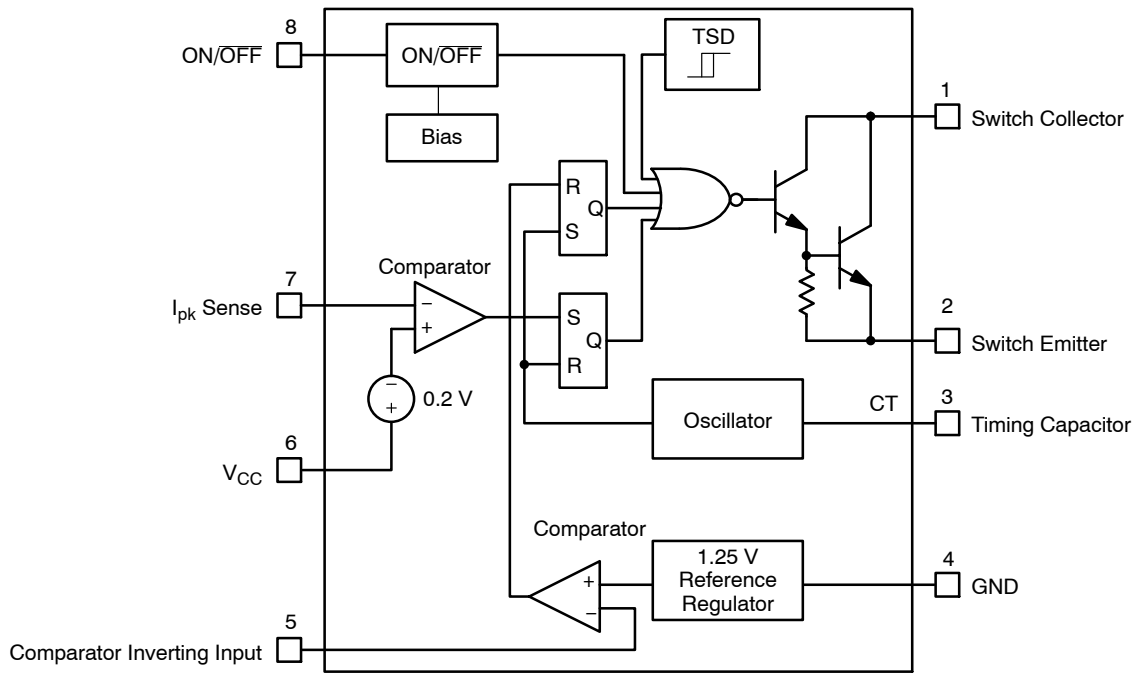 8
ON/OFF
ON/OFF
Bias
TSD
1
Switch Collector
R
Q
S
Comparator
7
Ipk Sense
−
+
S
Q
R
2
Switch Emitter
−
+
0.2 V
6
VCC
Oscillator
CT
3
Timing Capacitor
Comparator
+
−
1.25 V
Reference
Regulator
4
GND
5
Comparator Inverting Input